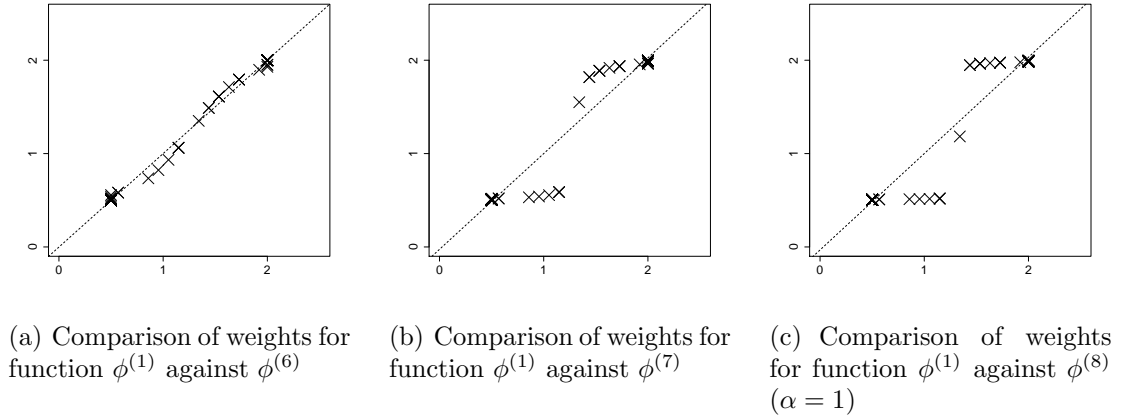 2
1
0
0 1 2
2
1
0
0 1 2
2
1
0
0 1 2
(a) Comparison of weights for
function ϕ⁽¹⁾ against ϕ⁽⁶⁾
(b) Comparison of weights for
function ϕ⁽¹⁾ against ϕ⁽⁷⁾
(c) Comparison of weights
for function ϕ⁽¹⁾ against ϕ⁽⁸⁾
(α = 1)